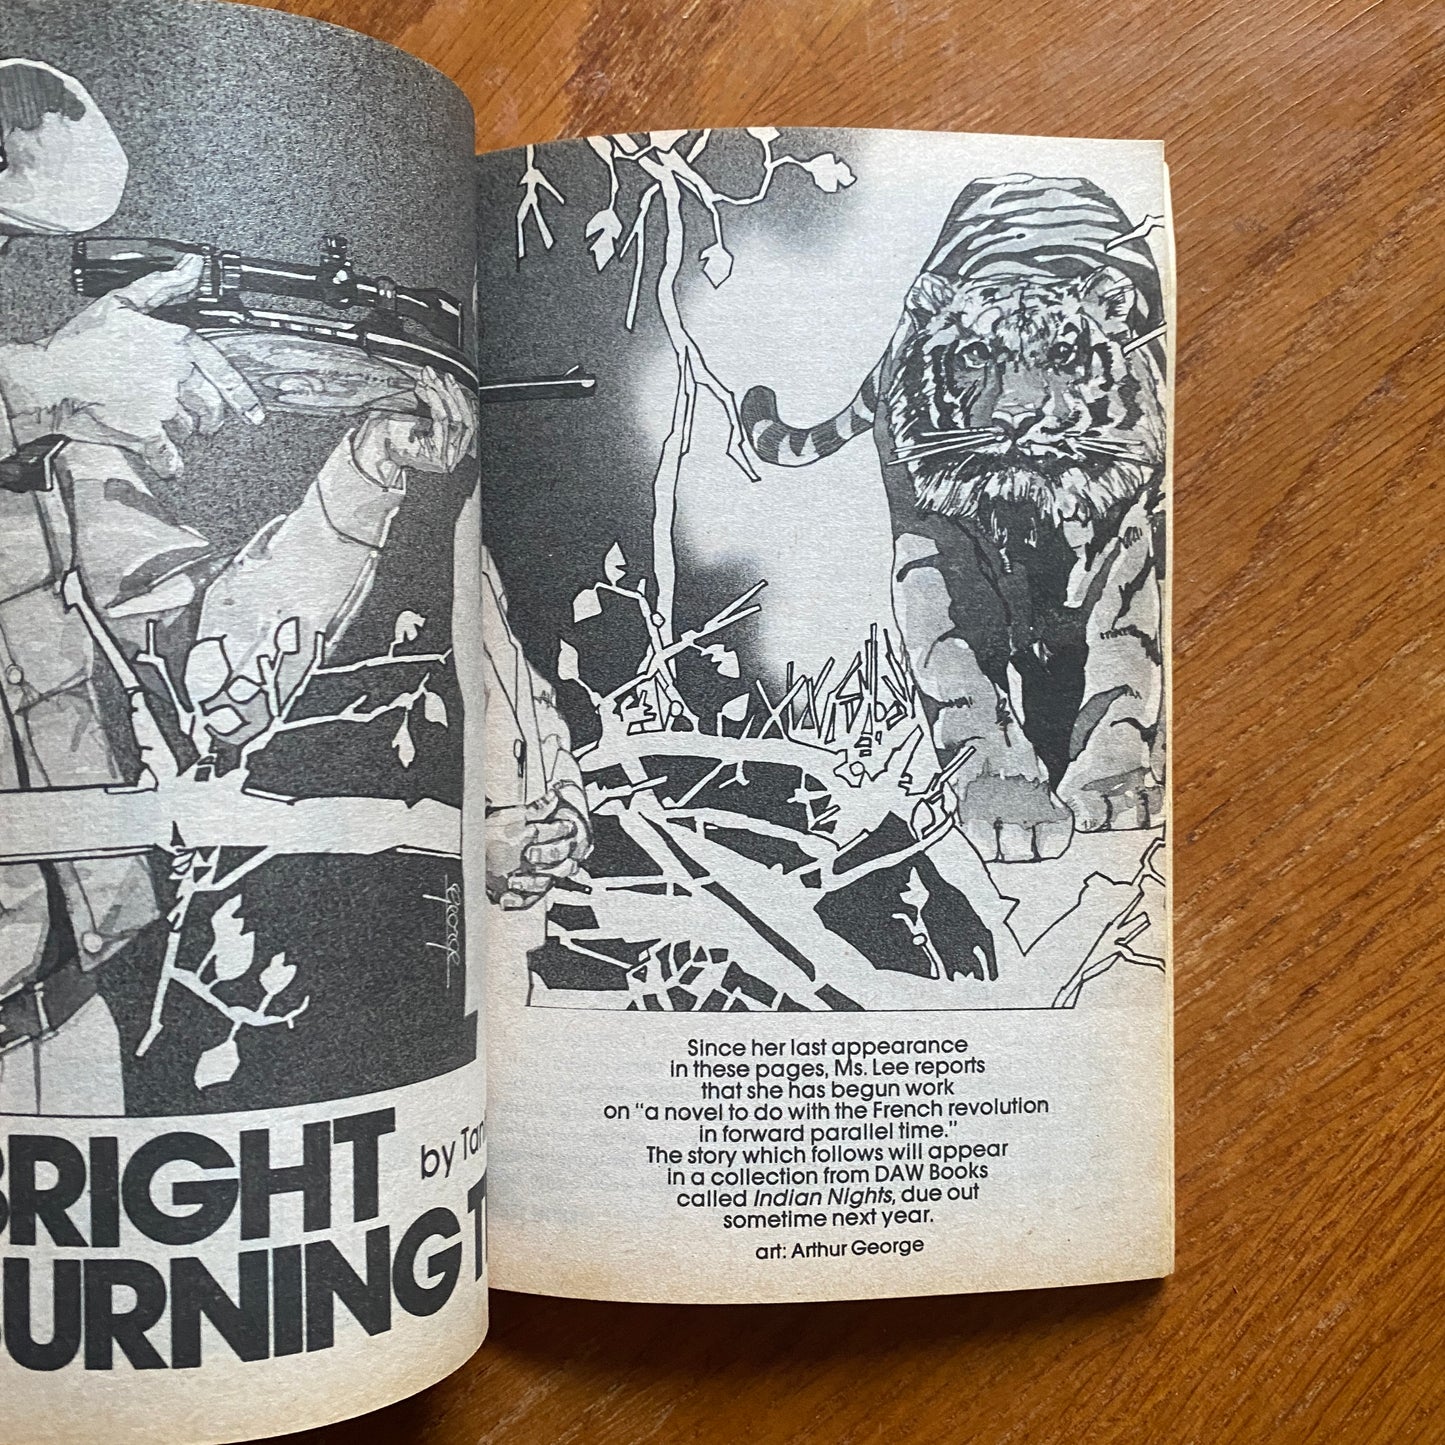 george
BRIGHT
by Tan
BURNING T
Since her last appearance
in these pages, Ms. Lee reports
that she has begun work
on "a novel to do with the French revolution
in forward parallel time."
The story which follows will appear
in a collection from DAW Books
called Indian Nights, due out
sometime next year.
art: Arthur George